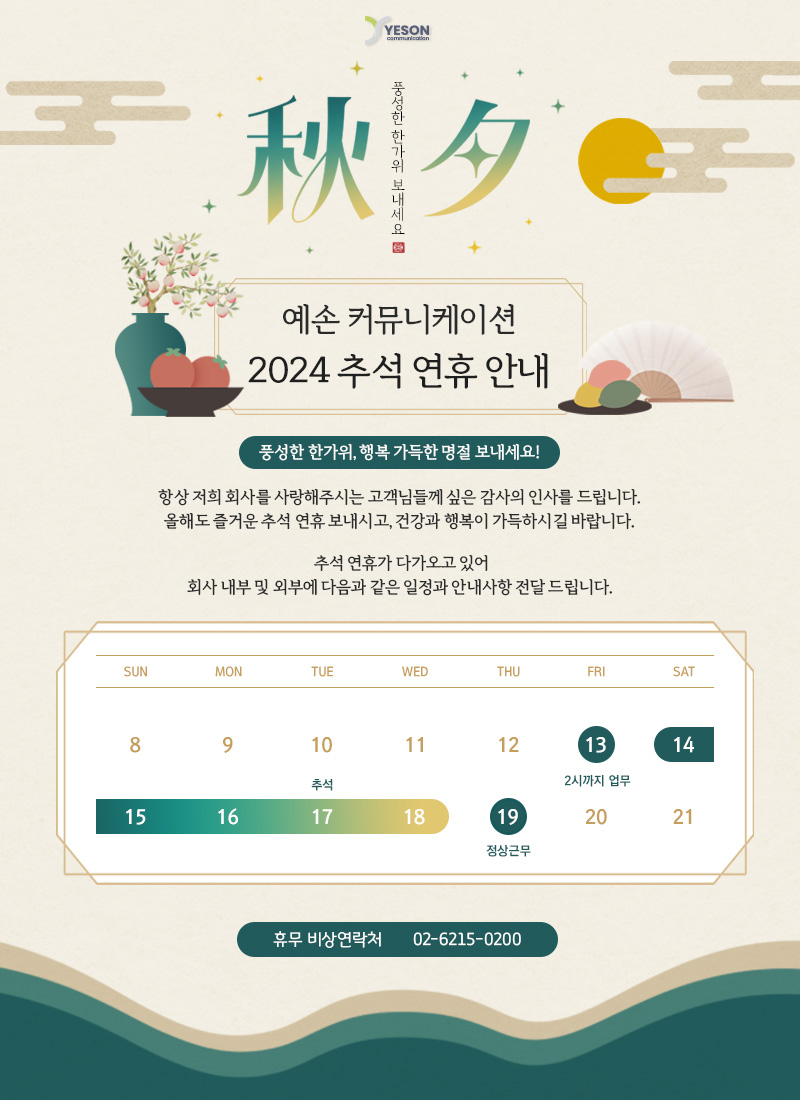 YESON
communication
秋夕
풍성한 한가위 보내세요
예손 커뮤니케이션
2024 추석 연휴 안내
풍성한 한가위, 행복 가득한 명절 보내세요!
항상 저희 회사를 사랑해주시는 고객님들께 싶은 감사의 인사를 드립니다.
올해도 즐거운 추석 연휴 보내시고, 건강과 행복이 가득하시길 바랍니다.
추석 연휴가 다가오고 있어
회사 내부 및 외부에 다음과 같은 일정과 안내사항 전달 드립니다.
SUN MON TUE WED THU FRI SAT
8 9 10 11 12 13 14
추석 2시까지 업무
15 16 17 18 19 20 21
정상근무
휴무 비상연락처 02-6215-0200